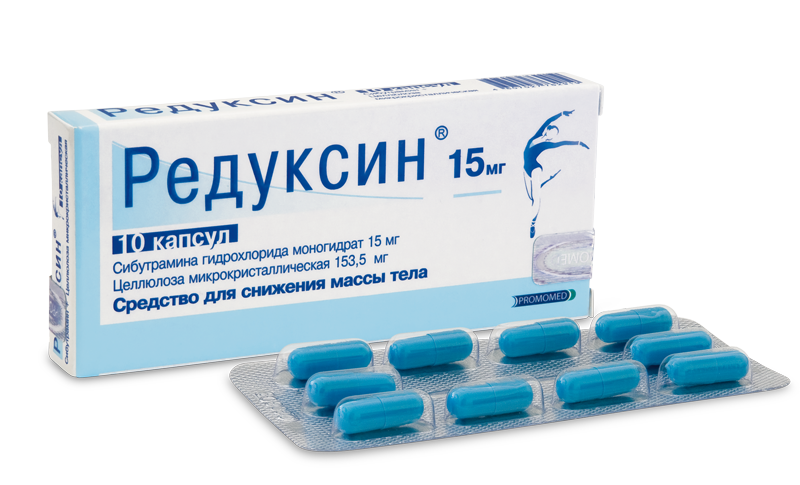 Редуксин®
Редуксин® 15мг
10 капсул
Сибутрамина гидрохлорида моногидрат 15 мг
Целлюлоза микрокристаллическая 153,5 мг
Средство для снижения массы тела
PROMOMED